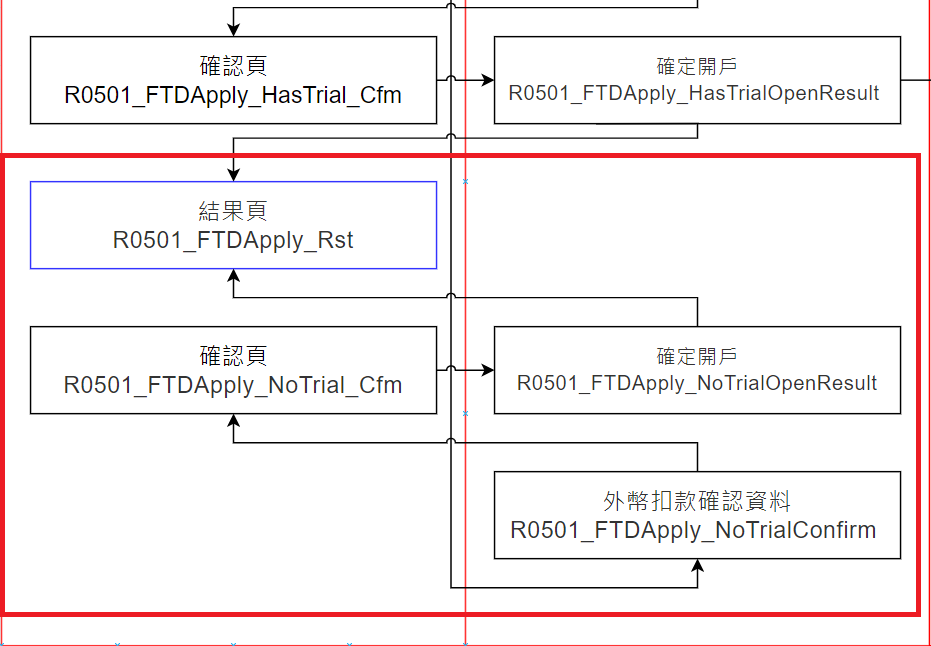 確認頁
R0501_FTDApply_HasTrial_Cfm
確定開戶
R0501_FTDApply_HasTrialOpenResult
結果頁
R0501_FTDApply_Rst
確認頁
R0501_FTDApply_NoTrial_Cfm
確定開戶
R0501_FTDApply_NoTrialOpenResult
外幣扣款確認資料
R0501_FTDApply_NoTrialConfirm